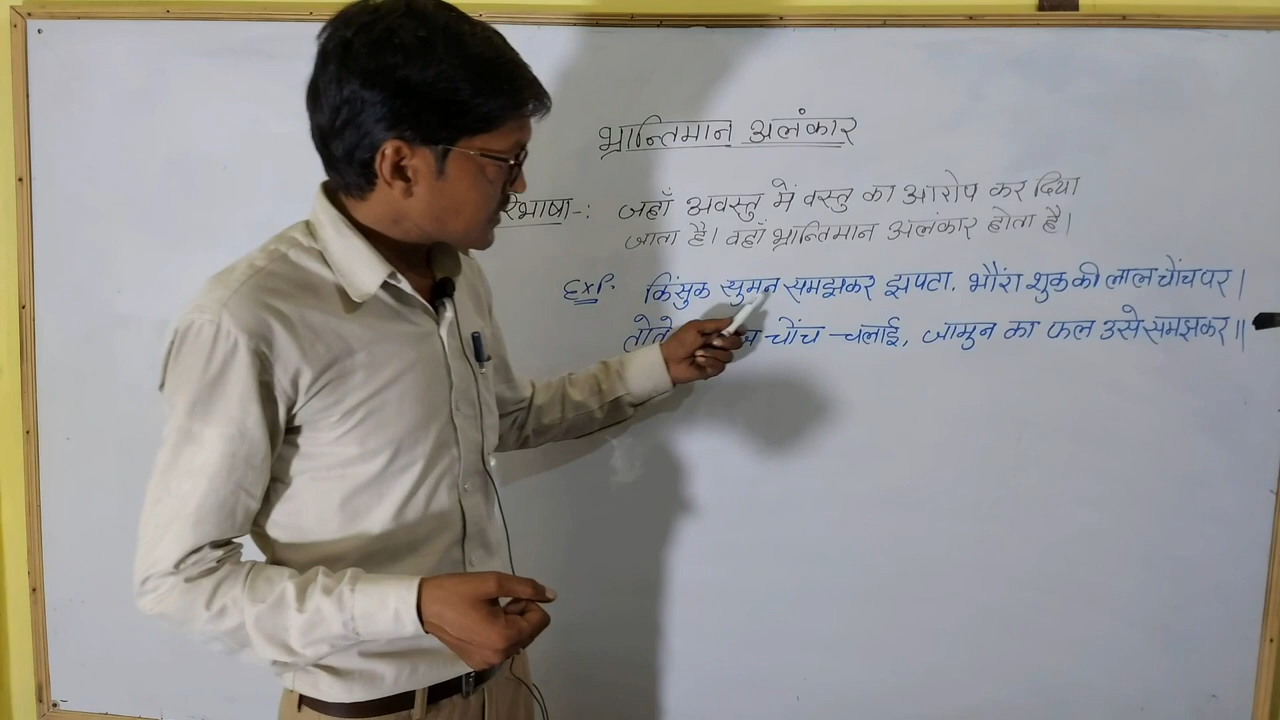 भ्रान्तिमान अलंकार
रिभाषा-: जहाँ अवस्तु में वस्तु का आरोप कर दिया
जाता है। वहाँ भ्रान्तिमान अलंकार होता है।
Exp. किंसुक सुमन समझकर झपटा, भौंरा शुक की लाल चोंच पर।
तोते चोंच चलाई, जामुन का फल उसे समझकर॥